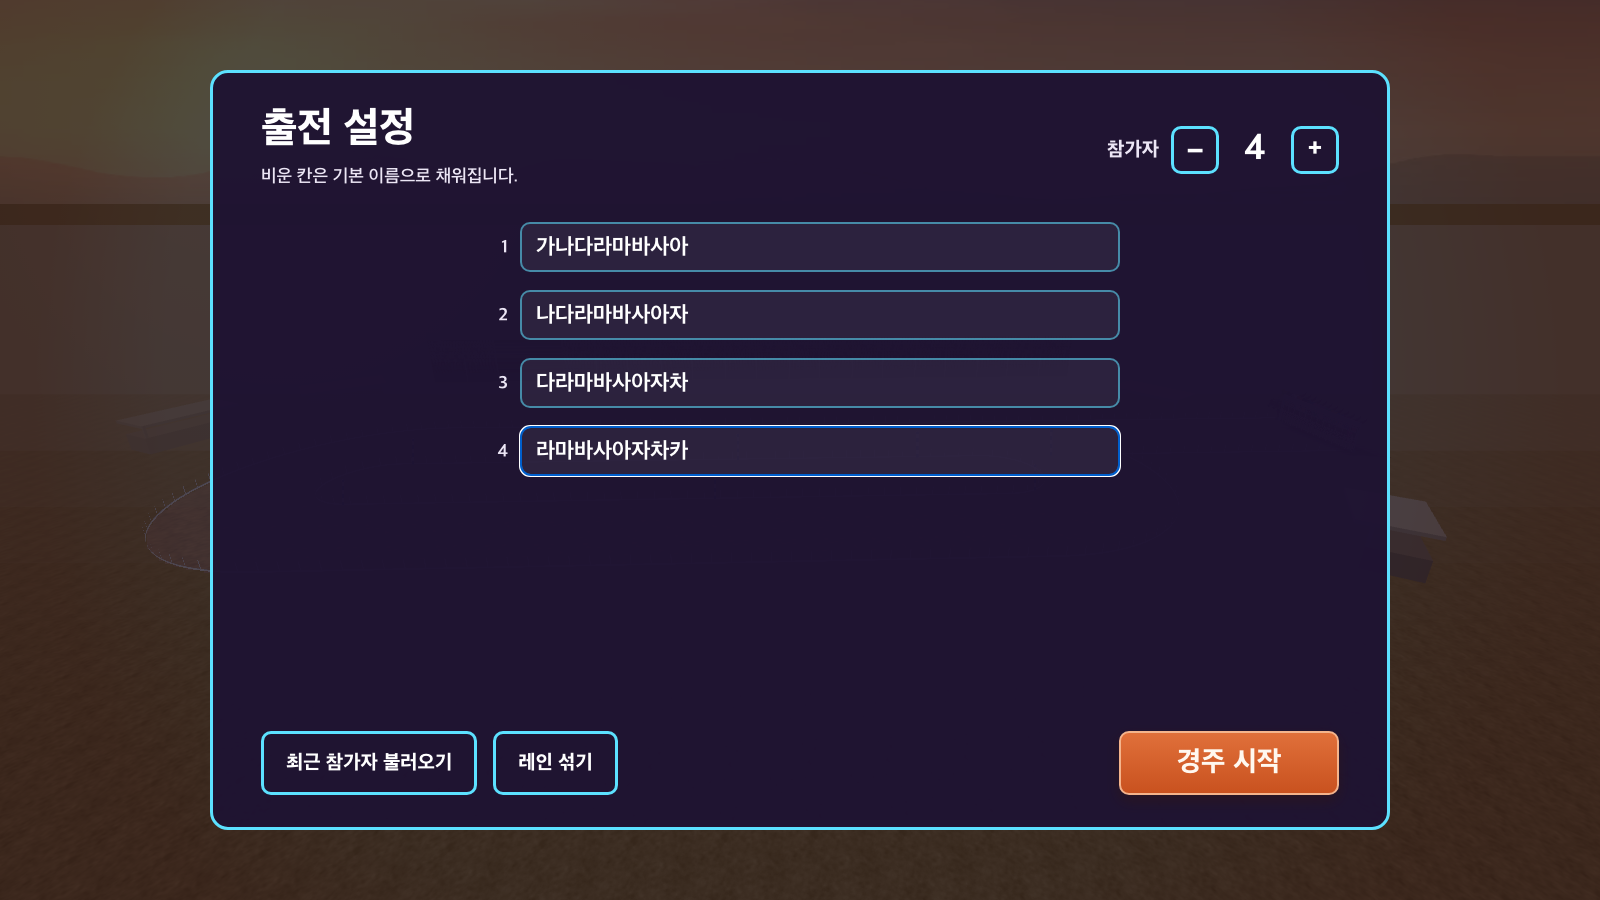 출전 설정
비운 칸은 기본 이름으로 채워집니다.
참가자 − 4 +
1 가나다라마바사아
2 나다라마바사아자
3 다라마바사아자차
4 라마바사아자차카
최근 참가자 불러오기
레인 섞기
경주 시작